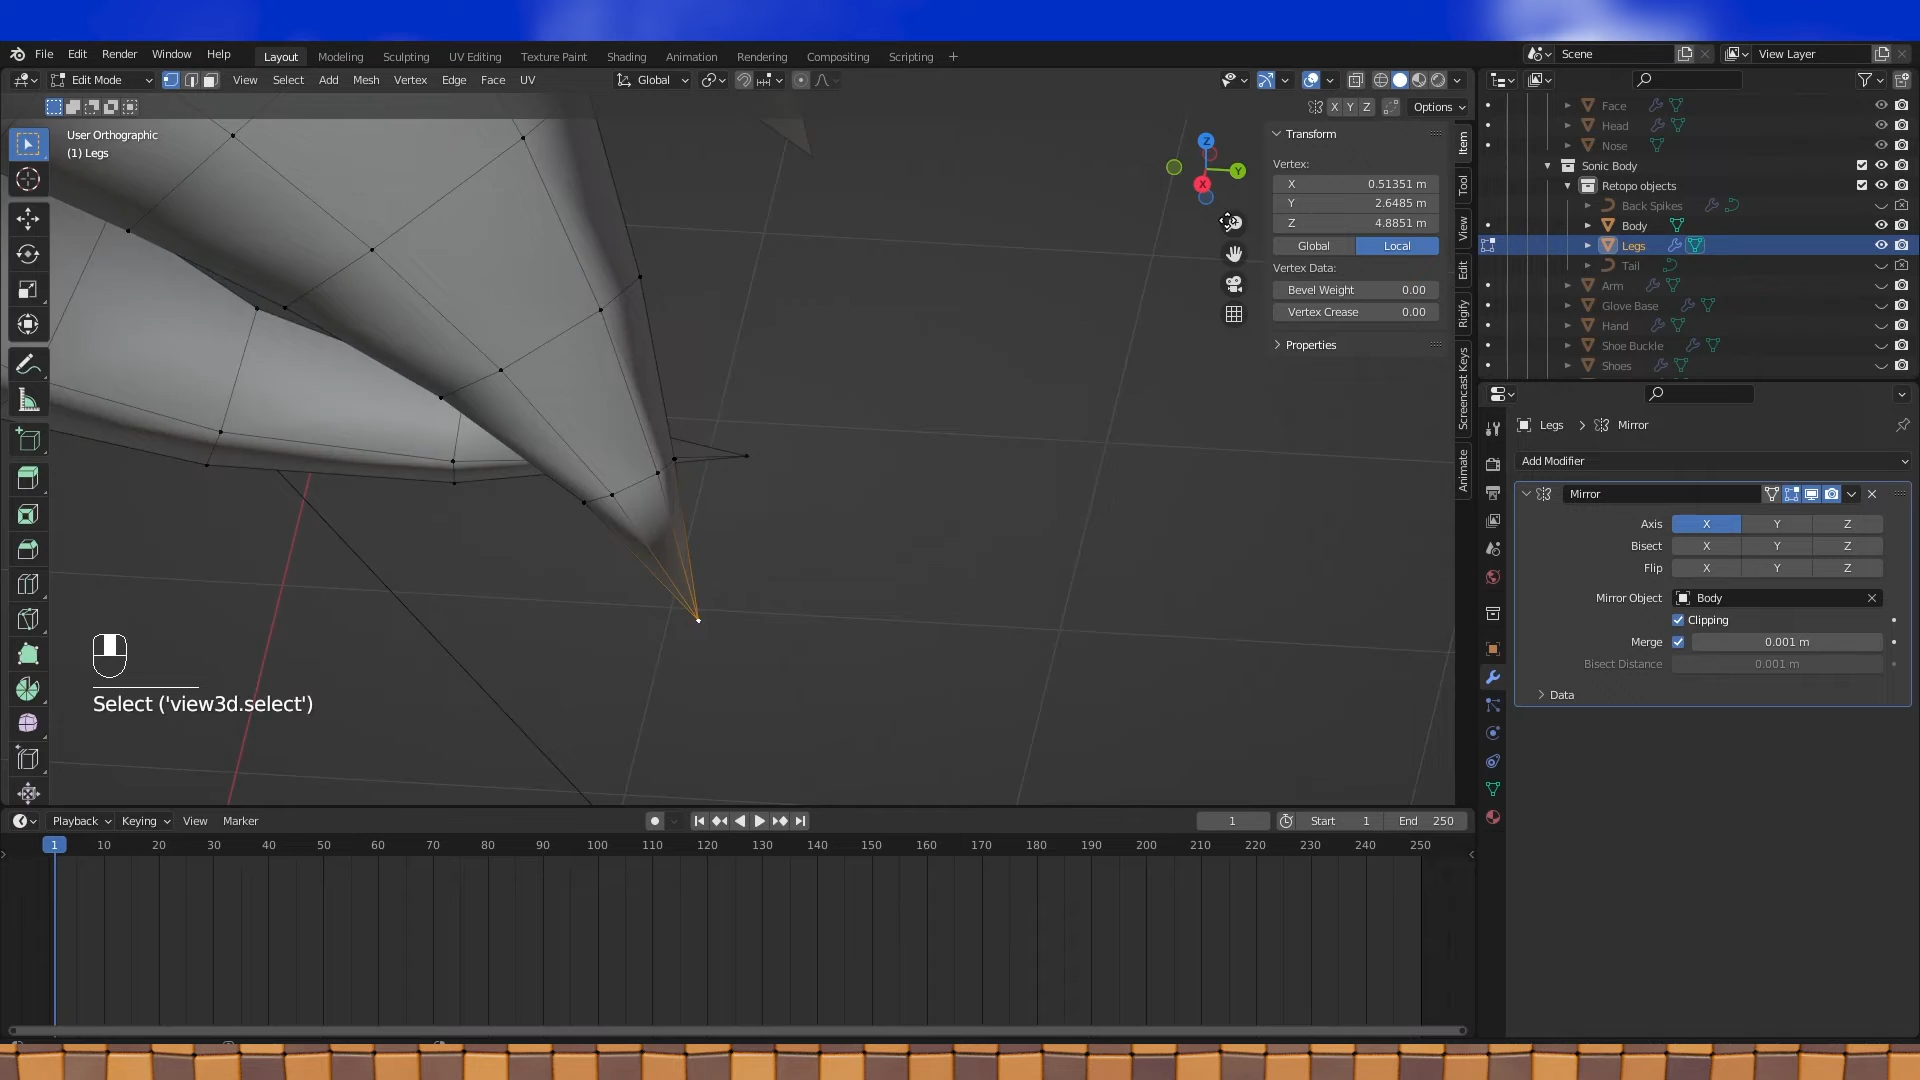 File Edit Render Window Help Layout Modeling Sculpting UV Editing Texture Paint Shading Animation Rendering Compositing Scripting + Scene View Layer
Edit Mode View Select Add Mesh Vertex Edge Face UV Global
X Y Z Options
User Orthographic
(1) Legs
Z
Y
X
Transform
Vertex:
X 0.51351 m
Y 2.6485 m
Z 4.8851 m
Global Local
Vertex Data:
Bevel Weight 0.00
Vertex Crease 0.00
Properties
Item
Tool
View
Edit
Rigify
Screencast Keys
Animate
Face
Head
Nose
Sonic Body
Retopo objects
Back Spikes
Body
Legs
Tail
Arm
Glove Base
Hand
Shoe Buckle
Shoes
Legs > Mirror
Add Modifier
Mirror
Axis X Y Z
Bisect X Y Z
Flip X Y Z
Mirror Object Body
Clipping
Merge 0.001 m
Bisect Distance 0.001 m
Data
Select ('view3d.select')
Playback Keying View Marker 1 Start 1 End 250
1 10 20 30 40 50 60 70 80 90 100 110 120 130 140 150 160 170 180 190 200 210 220 230 240 250